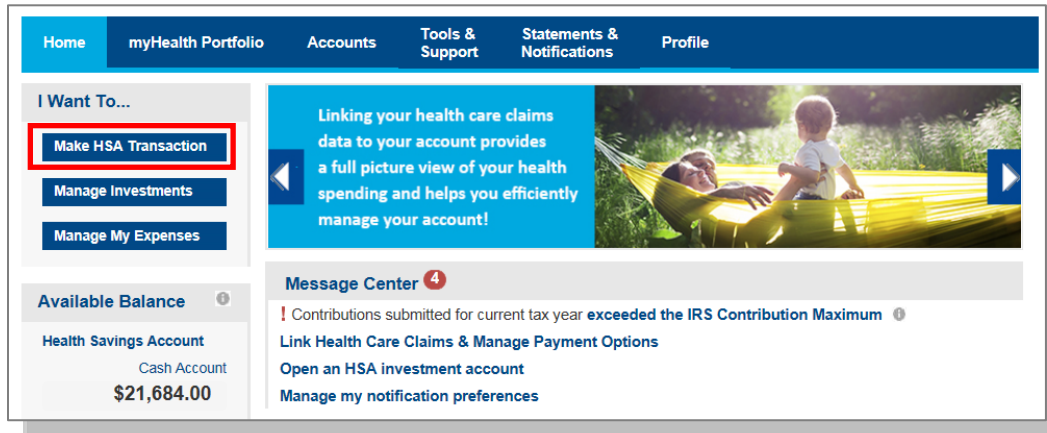 Home myHealth Portfolio Accounts Tools & Support Statements & Notifications Profile
I Want To...
Make HSA Transaction
Manage Investments
Manage My Expenses
Linking your health care claims
data to your account provides
a full picture view of your health
spending and helps you efficiently
manage your account!
Available Balance
Health Savings Account
Cash Account
$21,684.00
Message Center 4
! Contributions submitted for current tax year exceeded the IRS Contribution Maximum
Link Health Care Claims & Manage Payment Options
Open an HSA investment account
Manage my notification preferences